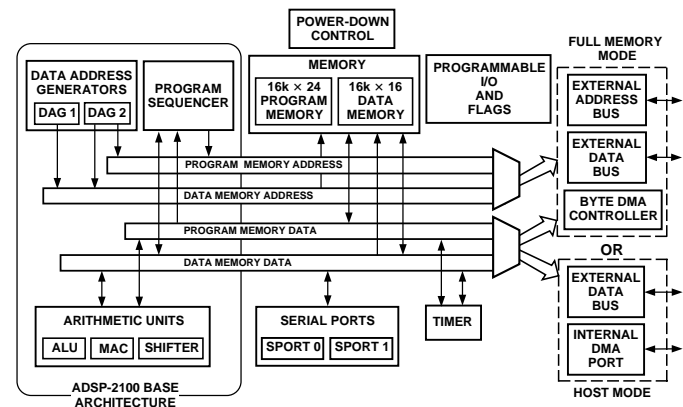 POWER-DOWN
CONTROL
FULL MEMORY
MODE
DATA ADDRESS
GENERATORS
DAG 1
DAG 2
PROGRAM
SEQUENCER
MEMORY
16k × 24
PROGRAM
MEMORY
16k × 16
DATA
MEMORY
PROGRAMMABLE
I/O
AND
FLAGS
EXTERNAL
ADDRESS
BUS
EXTERNAL
DATA
BUS
BYTE DMA
CONTROLLER
PROGRAM MEMORY ADDRESS
DATA MEMORY ADDRESS
PROGRAM MEMORY DATA
DATA MEMORY DATA
OR
EXTERNAL
DATA
BUS
INTERNAL
DMA
PORT
HOST MODE
ARITHMETIC UNITS
ALU
MAC
SHIFTER
SERIAL PORTS
SPORT 0
SPORT 1
TIMER
ADSP-2100 BASE
ARCHITECTURE